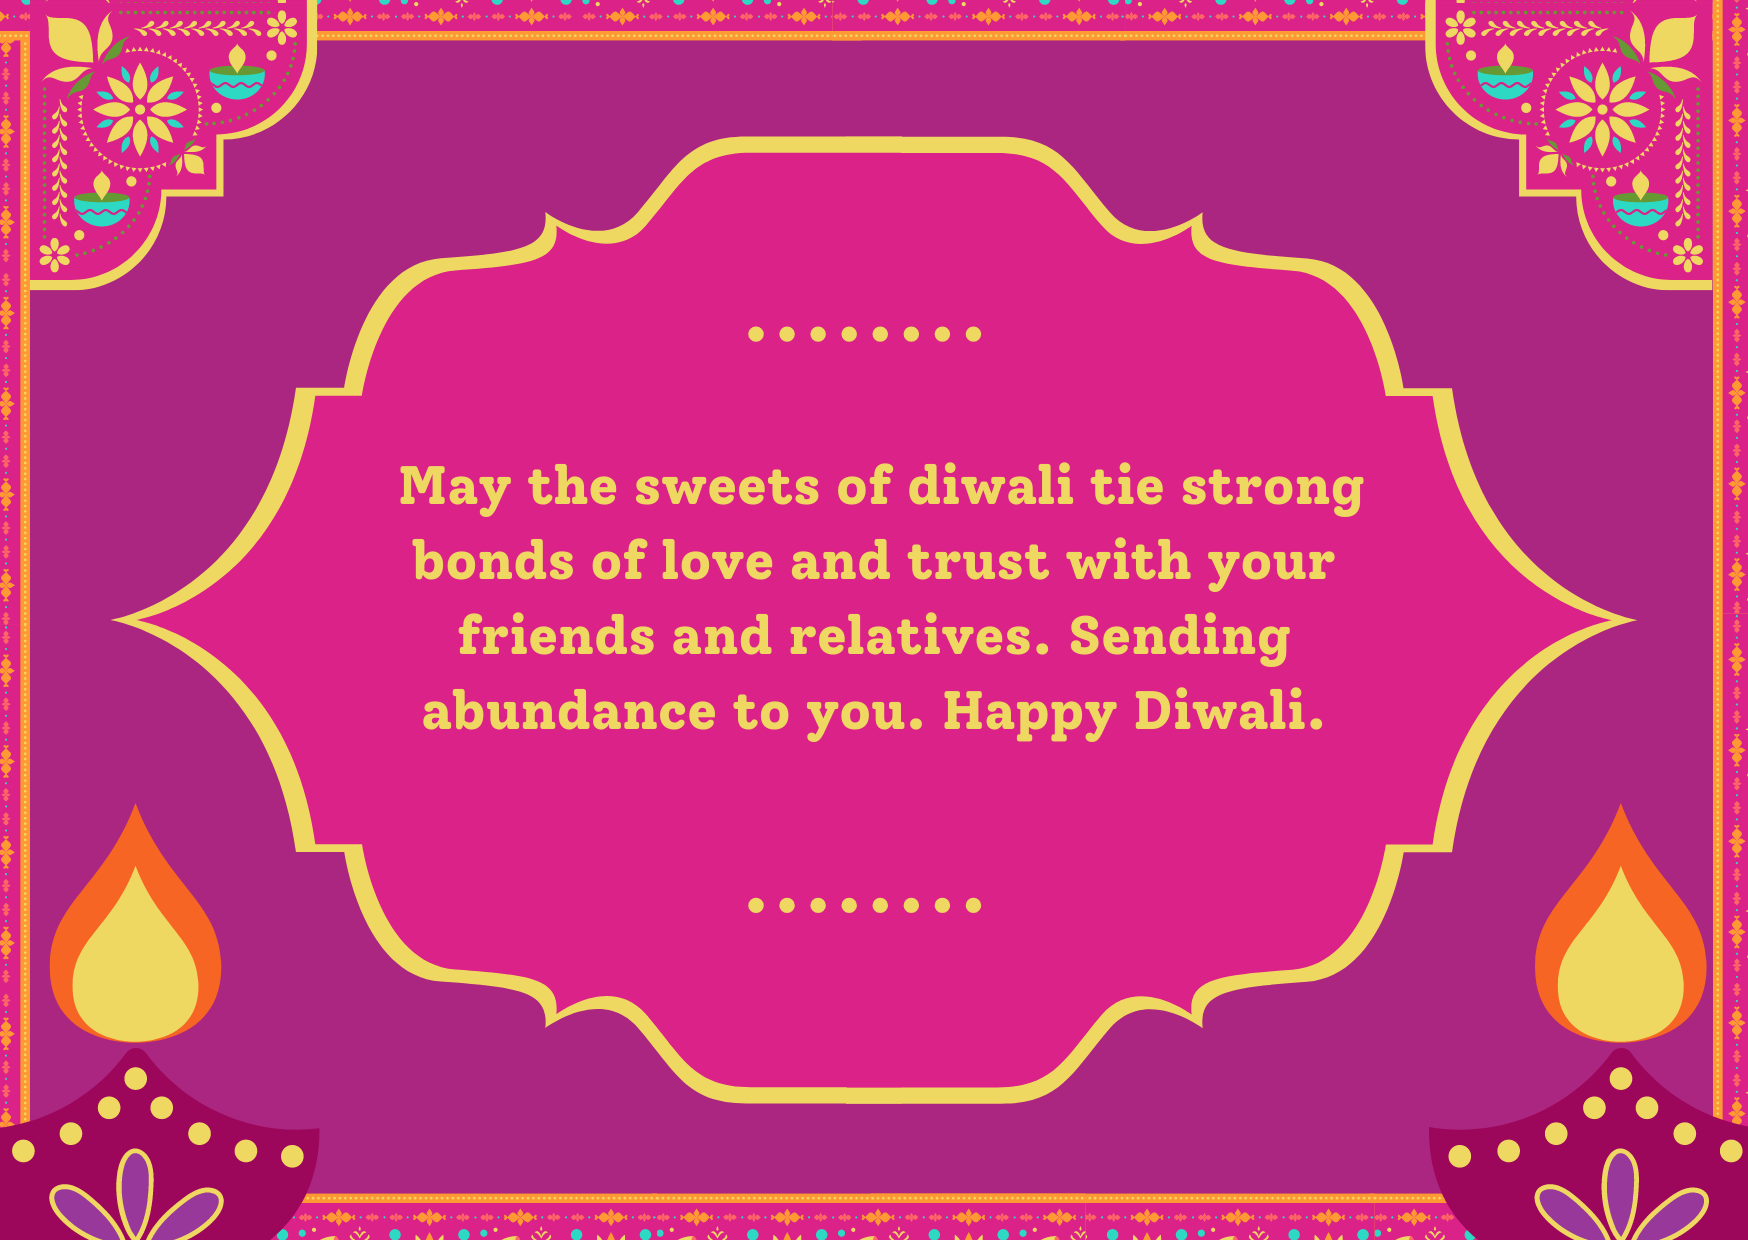 May the sweets of diwali tie strong
bonds of love and trust with your
friends and relatives. Sending
abundance to you. Happy Diwali.